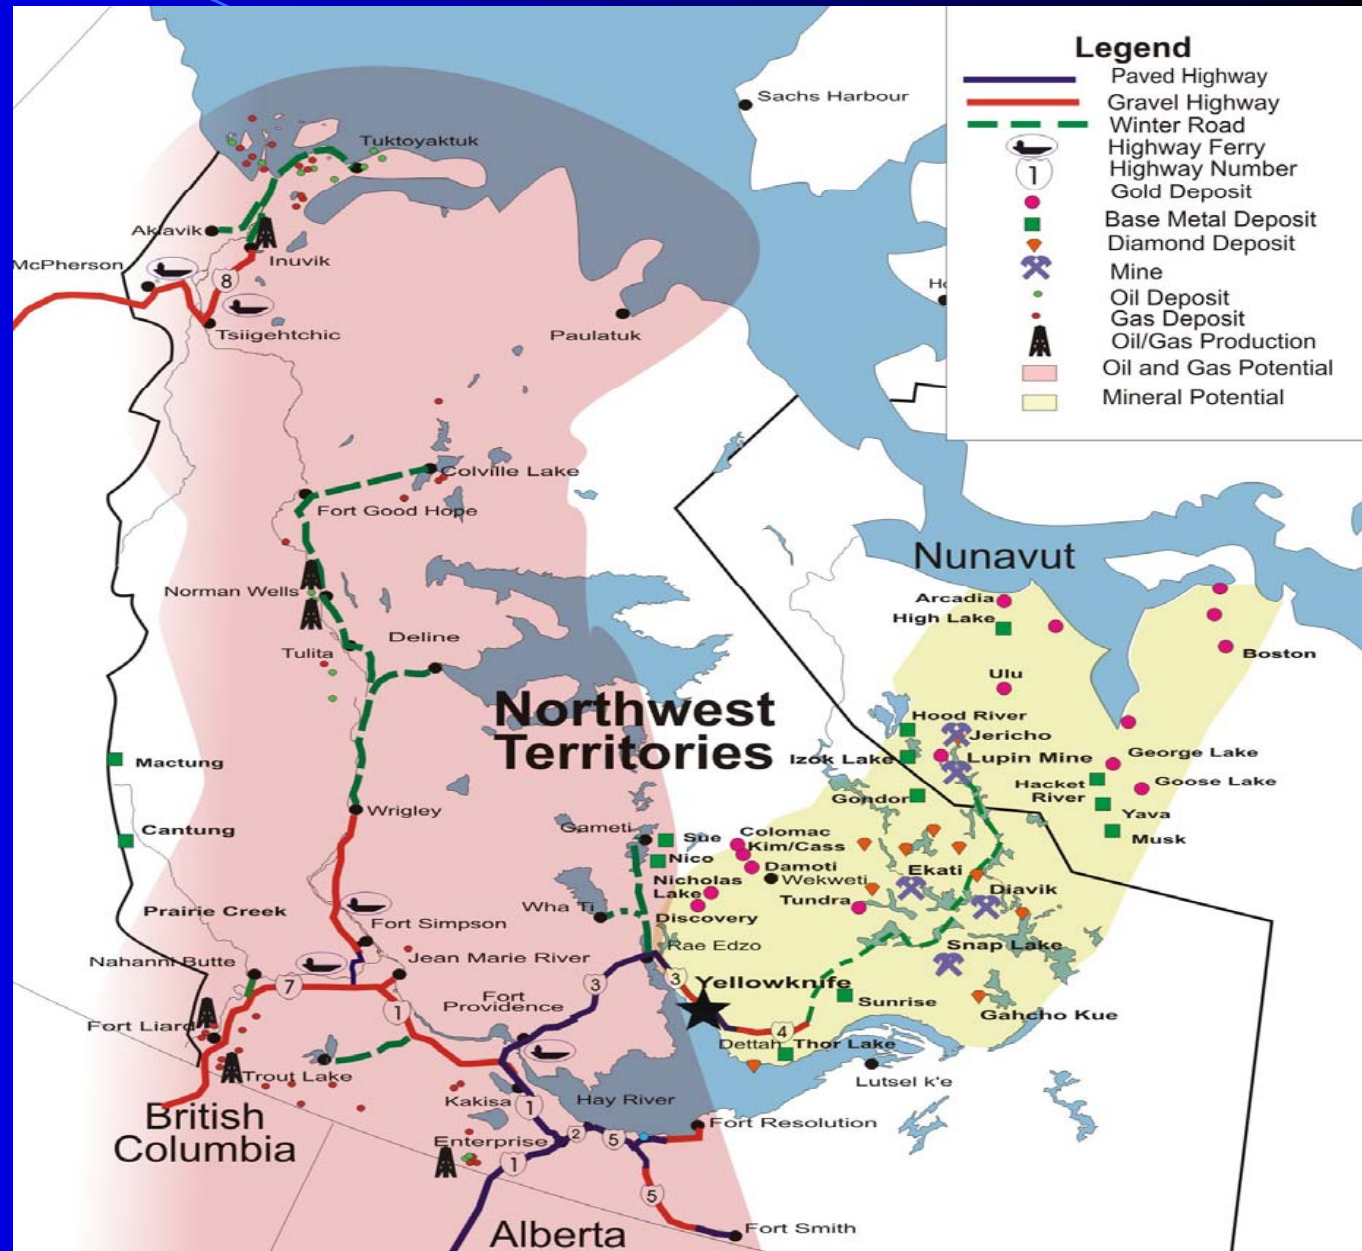 Legend
Paved Highway
Gravel Highway
Winter Road
Highway Ferry
1
Highway Number
Gold Deposit
Base Metal Deposit
Diamond Deposit
Mine
Oil Deposit
Gas Deposit
Oil/Gas Production
Oil and Gas Potential
Mineral Potential
Sachs Harbour
Tuktoyaktuk
Aklavik
Inuvik
McPherson
8
Tsiigehtchic
Paulatuk
Ho
Colville Lake
Fort Good Hope
Norman Wells
Tulita
Deline
Northwest
Territories
Nunavut
Arcadia
High Lake
Boston
Ulu
Hood River
Jericho
Izok Lake
Lupin Mine
George Lake
Hacket
River
Goose Lake
Gondor
Yava
Musk
Mactung
Cantung
Wrigley
Gameti
Sue
Colomac
Kim/Cass
Nico
Damoti
Wekweti
Ekati
Nicholas
Lake
Tundra
Diavik
Discovery
Wha Ti
Prairie Creek
Fort Simpson
Rae Edzo
Snap Lake
Nahanni Butte
Jean Marie River
7
3
3
Yellowknife
Fort
Providence
1
Sunrise
Gahcho Kue
Fort Liard
4
Dettah
Thor Lake
Trout Lake
Lutsel k'e
Kakisa
1
Hay River
British
Columbia
Fort Resolution
Enterprise
2
5
1
5
Fort Smith
Alberta